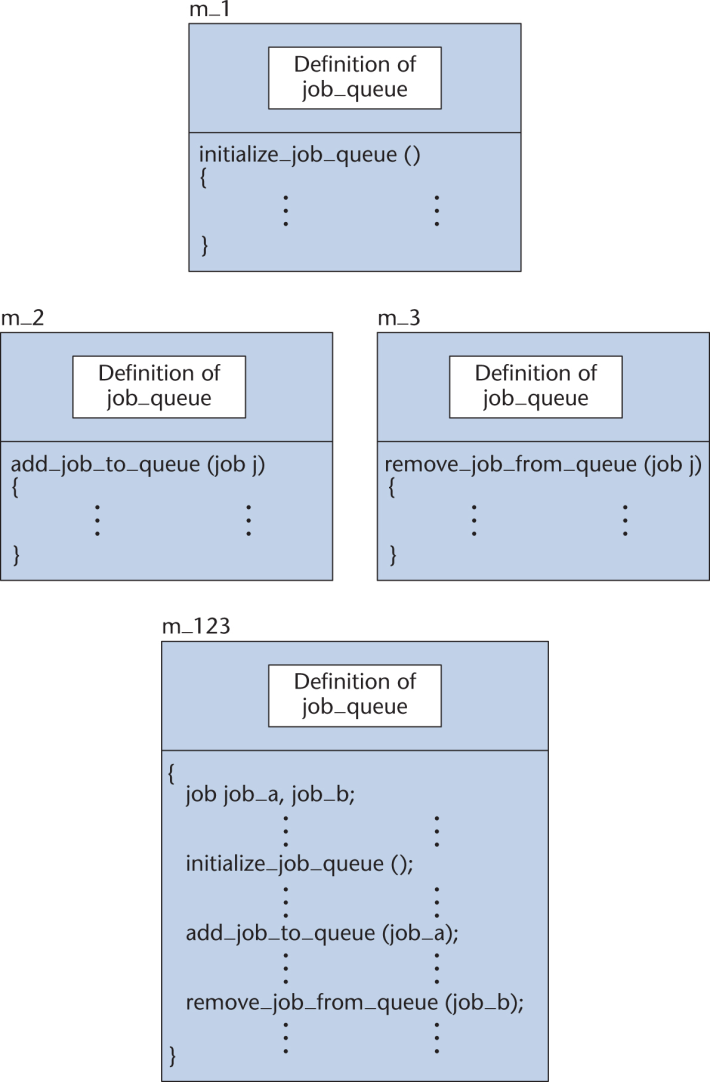 m_1
Definition of
job_queue
initialize_job_queue ()
{
}
m_2
Definition of
job_queue
add_job_to_queue (job j)
{
}
m_3
Definition of
job_queue
remove_job_from_queue (job j)
{
}
m_123
Definition of
job_queue
{
job job_a, job_b;
initialize_job_queue ();
add_job_to_queue (job_a);
remove_job_from_queue (job_b);
}